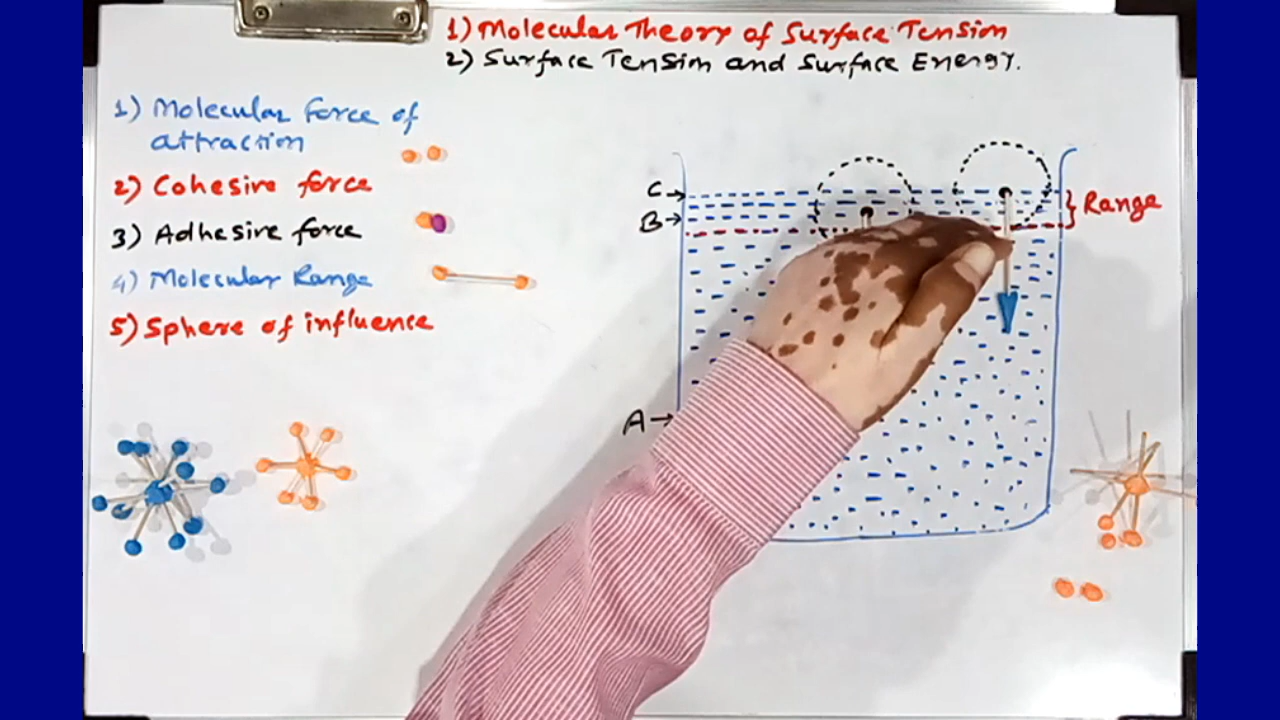 1) Molecular Theory of Surface Tension
2) Surface Tension and Surface Energy.
1) Molecular force of
attraction
2) Cohesive force
3) Adhesive force
4) Molecular Range
5) Sphere of influence
C→
B→
} Range
A→